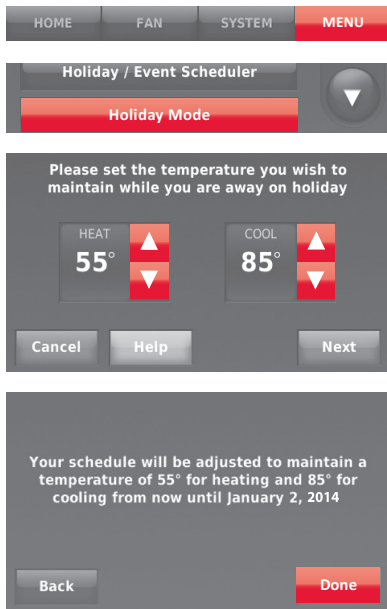 HOME FAN SYSTEM MENU
Holiday / Event Scheduler
Holiday Mode
Please set the temperature you wish to
maintain while you are away on holiday
HEAT COOL
55° 85°
Cancel Help Next
Your schedule will be adjusted to maintain a
temperature of 55° for heating and 85° for
cooling from now until January 2, 2014
Back Done